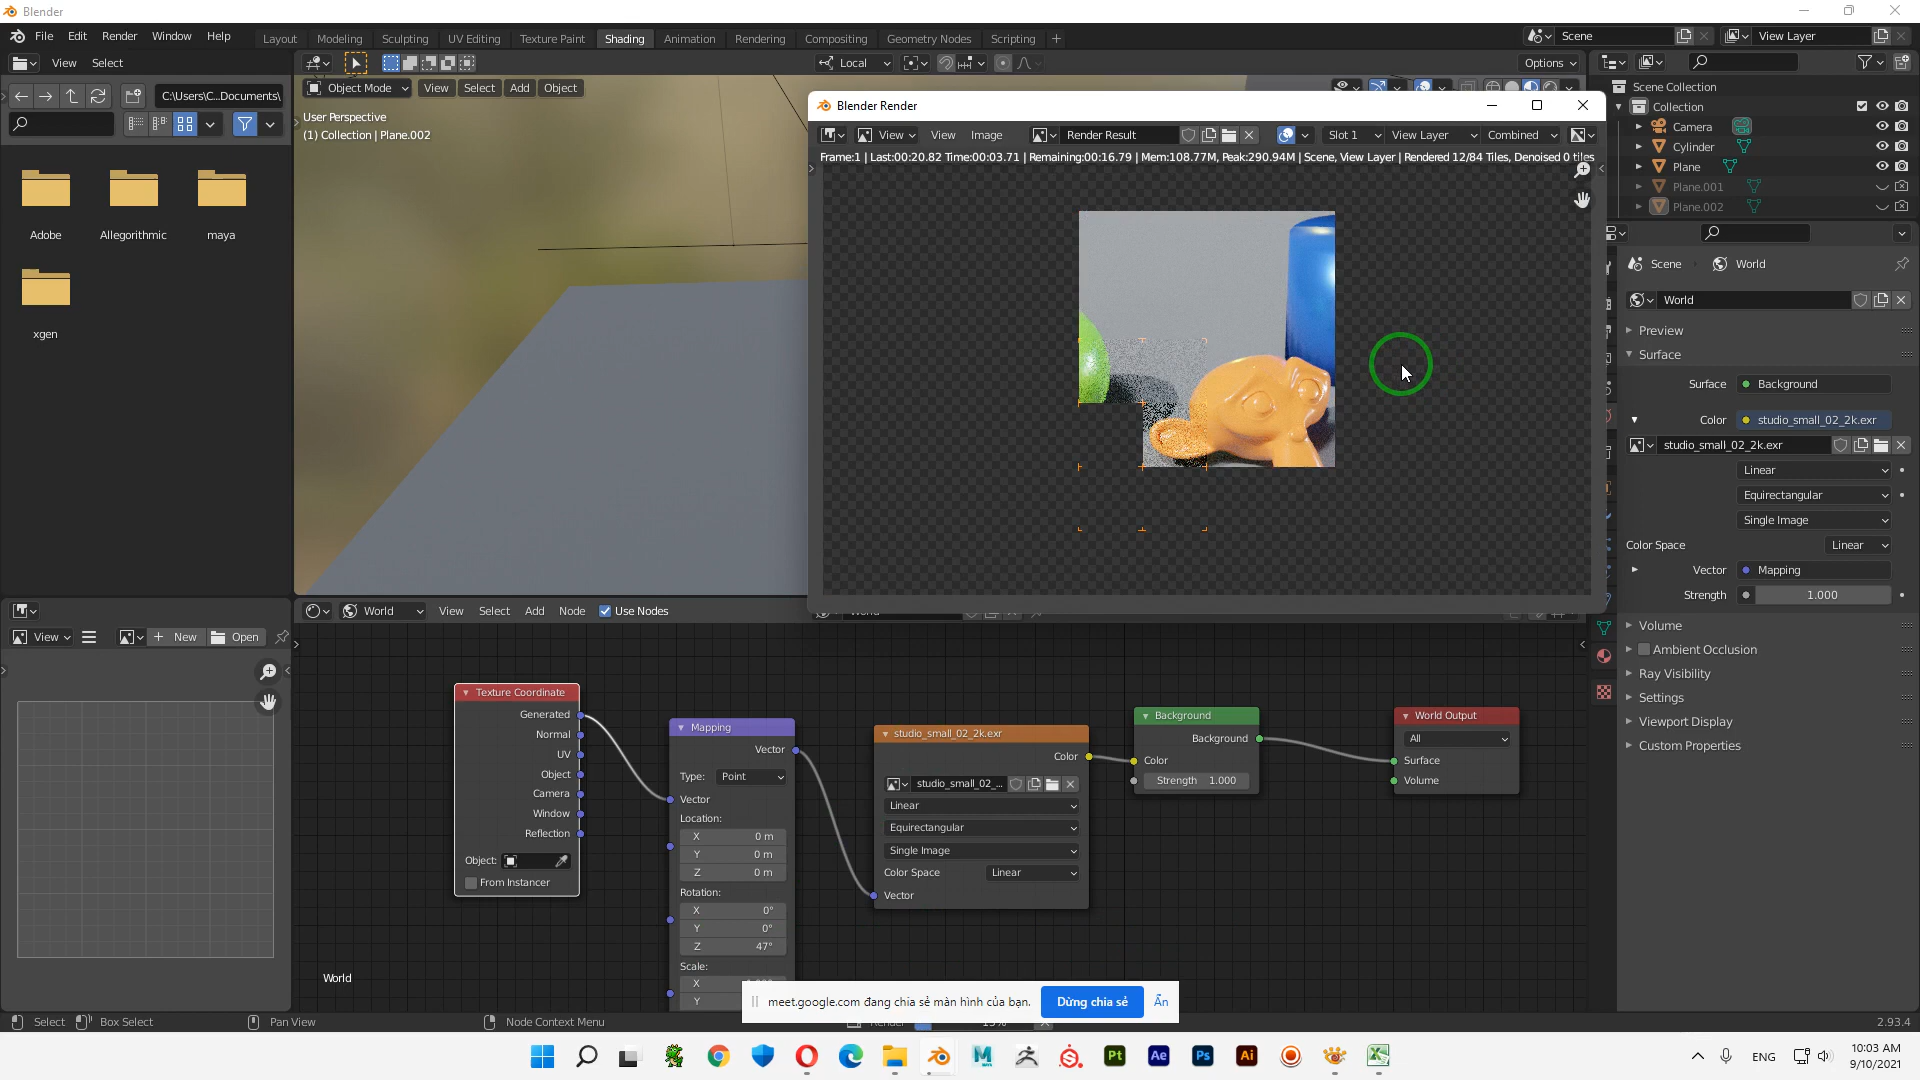 Blender
File Edit Render Window Help
Layout Modeling Sculpting UV Editing Texture Paint Shading Animation Rendering Compositing Geometry Nodes Scripting +
Scene
View Layer
View Select
Local
Options
C:\Users\C...Documents\
Object Mode View Select Add Object
User Perspective
(1) Collection | Plane.002
Adobe
Allegorithmic
maya
xgen
Blender Render
View View Image Render Result Slot 1 View Layer Combined
Frame:1 | Last:00:20.82 Time:00:03.71 | Remaining:00:16.79 | Mem:108.77M, Peak:290.94M | Scene, View Layer | Rendered 12/84 Tiles, Denoised 0 tiles
Scene Collection
Collection
Camera
Cylinder
Plane
Plane.001
Plane.002
Scene World
World
Preview
Surface
Surface Background
Color studio_small_02_2k.exr
studio_small_02_2k.exr
Linear
Equirectangular
Single Image
Color Space Linear
Vector Mapping
Strength 1.000
Volume
Ambient Occlusion
Ray Visibility
Settings
Viewport Display
Custom Properties
World View Select Add Node Use Nodes
View New Open
Texture Coordinate
Generated
Normal
UV
Object
Camera
Window
Reflection
Object:
From Instancer
Mapping
Vector
Type: Point
Vector
Location:
X 0 m
Y 0 m
Z 0 m
Rotation:
X 0°
Y 0°
Z 47°
Scale:
X
Y
studio_small_02_2k.exr
Color
studio_small_02_...
Linear
Equirectangular
Single Image
Color Space Linear
Vector
Background
Background
Color
Strength 1.000
World Output
All
Surface
Volume
World
meet.google.com đang chia sẻ màn hình của bạn. Dừng chia sẻ Ẩn
Select Box Select Pan View Node Context Menu Render 2.93.4
Pt Ae Ps Ai
ENG
10:03 AM
9/10/2021